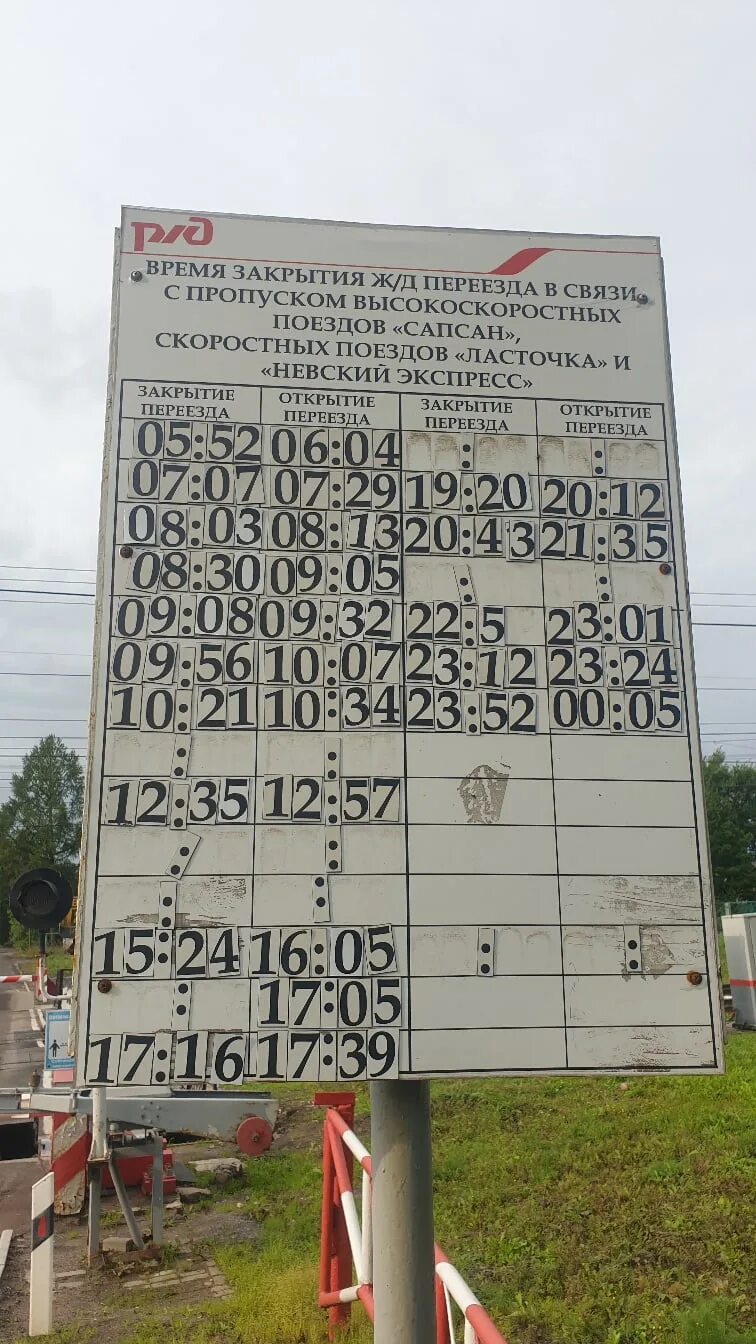 ржд
ВРЕМЯ ЗАКРЫТИЯ Ж/Д ПЕРЕЕЗДА В СВЯЗИ
С ПРОПУСКОМ ВЫСОКОСКОРОСТНЫХ
ПОЕЗДОВ «САПСАН»,
СКОРОСТНЫХ ПОЕЗДОВ «ЛАСТОЧКА» И
«НЕВСКИЙ ЭКСПРЕСС»
ЗАКРЫТИЕ ПЕРЕЕЗДА ОТКРЫТИЕ ПЕРЕЕЗДА ЗАКРЫТИЕ ПЕРЕЕЗДА ОТКРЫТИЕ ПЕРЕЕЗДА
05:52 06:04 : :
07:07 07:29 19:20 20:12
08:03 08:13 20:43 21:35
08:30 09:05 : :
09:08 09:32 22:5 23:01
09:56 10:07 23:12 23:24
10:21 10:34 23:52 00:05
: :
12:35 12:57
: :
: :
15:24 16:05 : :
: 17:05
17:16 17:39